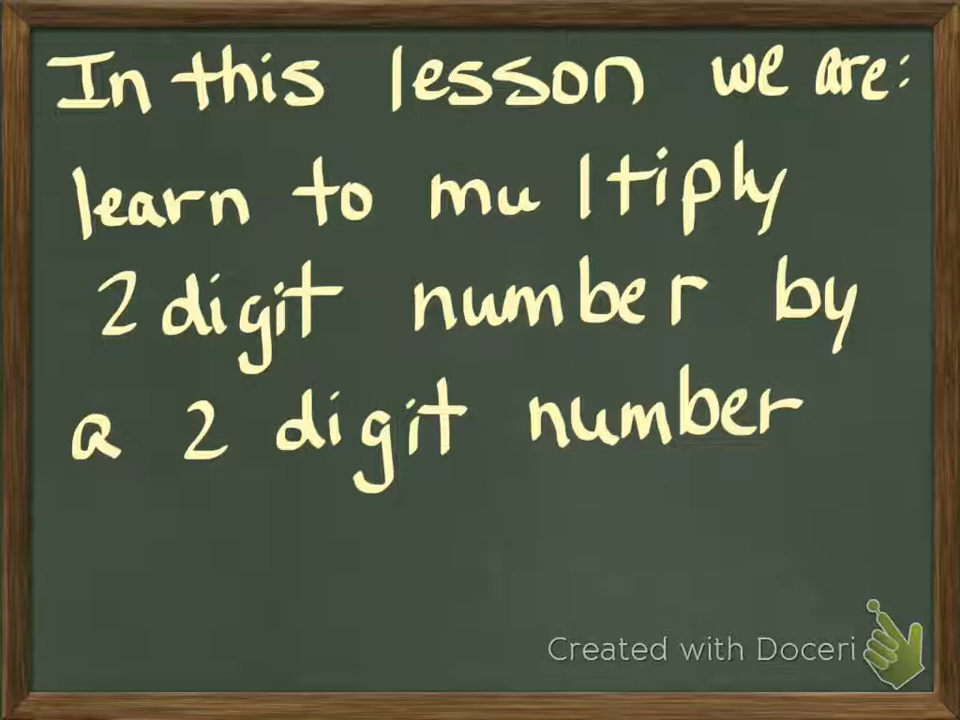 In this lesson we are:
learn to multiply
2 digit number by
a 2 digit number
Created with Doceri